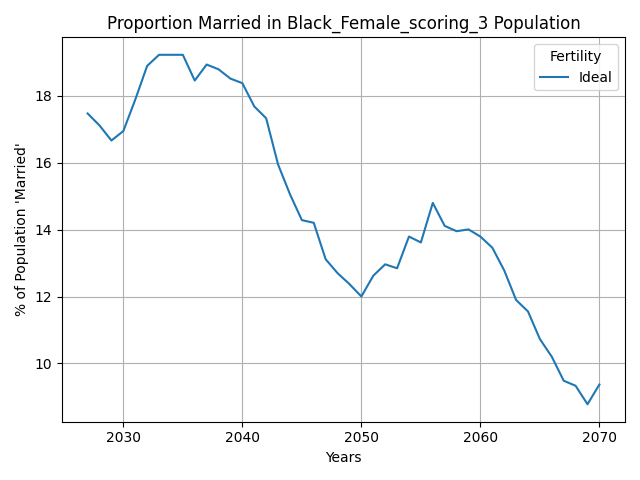 Proportion Married in Black_Female_scoring_3 Population
Fertility
Ideal
% of Population 'Married'
18
16
14
12
10
2030 2040 2050 2060 2070
Years